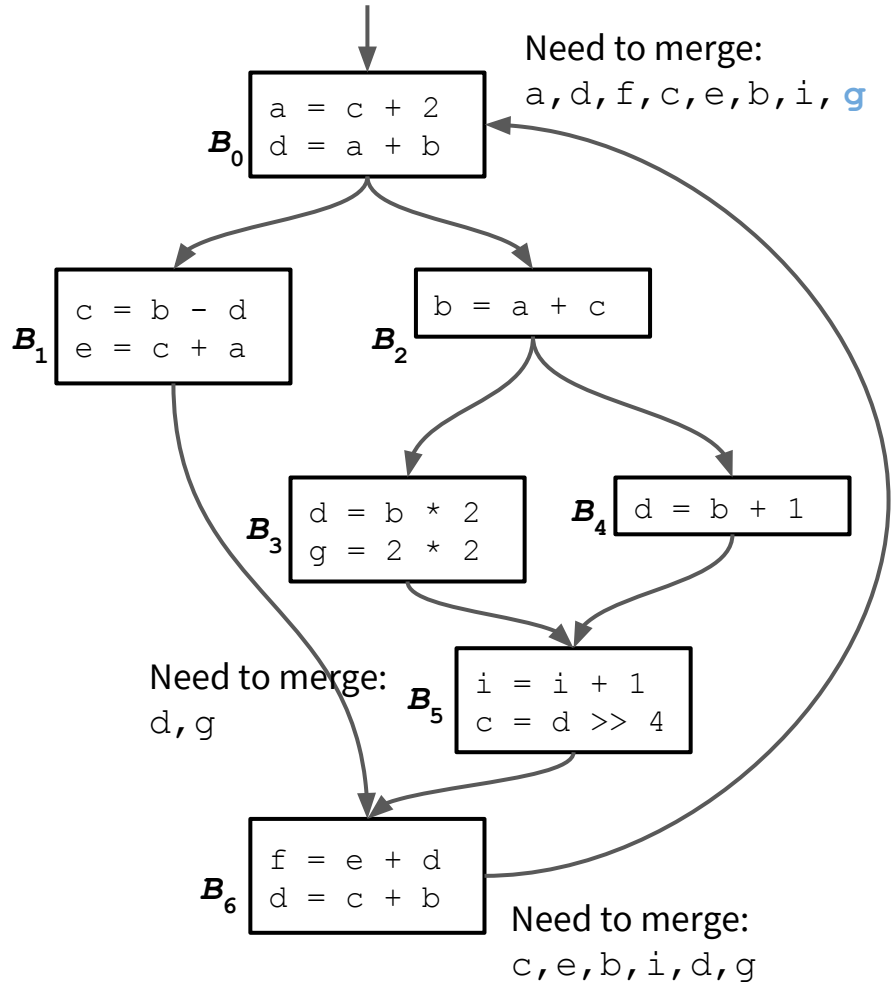 Need to merge:
a,d,f,c,e,b,i,g
a = c + 2
d = a + b
B0
c = b - d
e = c + a
B1
b = a + c
B2
d = b * 2
g = 2 * 2
B3
d = b + 1
B4
Need to merge:
d,g
i = i + 1
c = d >> 4
B5
f = e + d
d = c + b
B6
Need to merge:
c,e,b,i,d,g